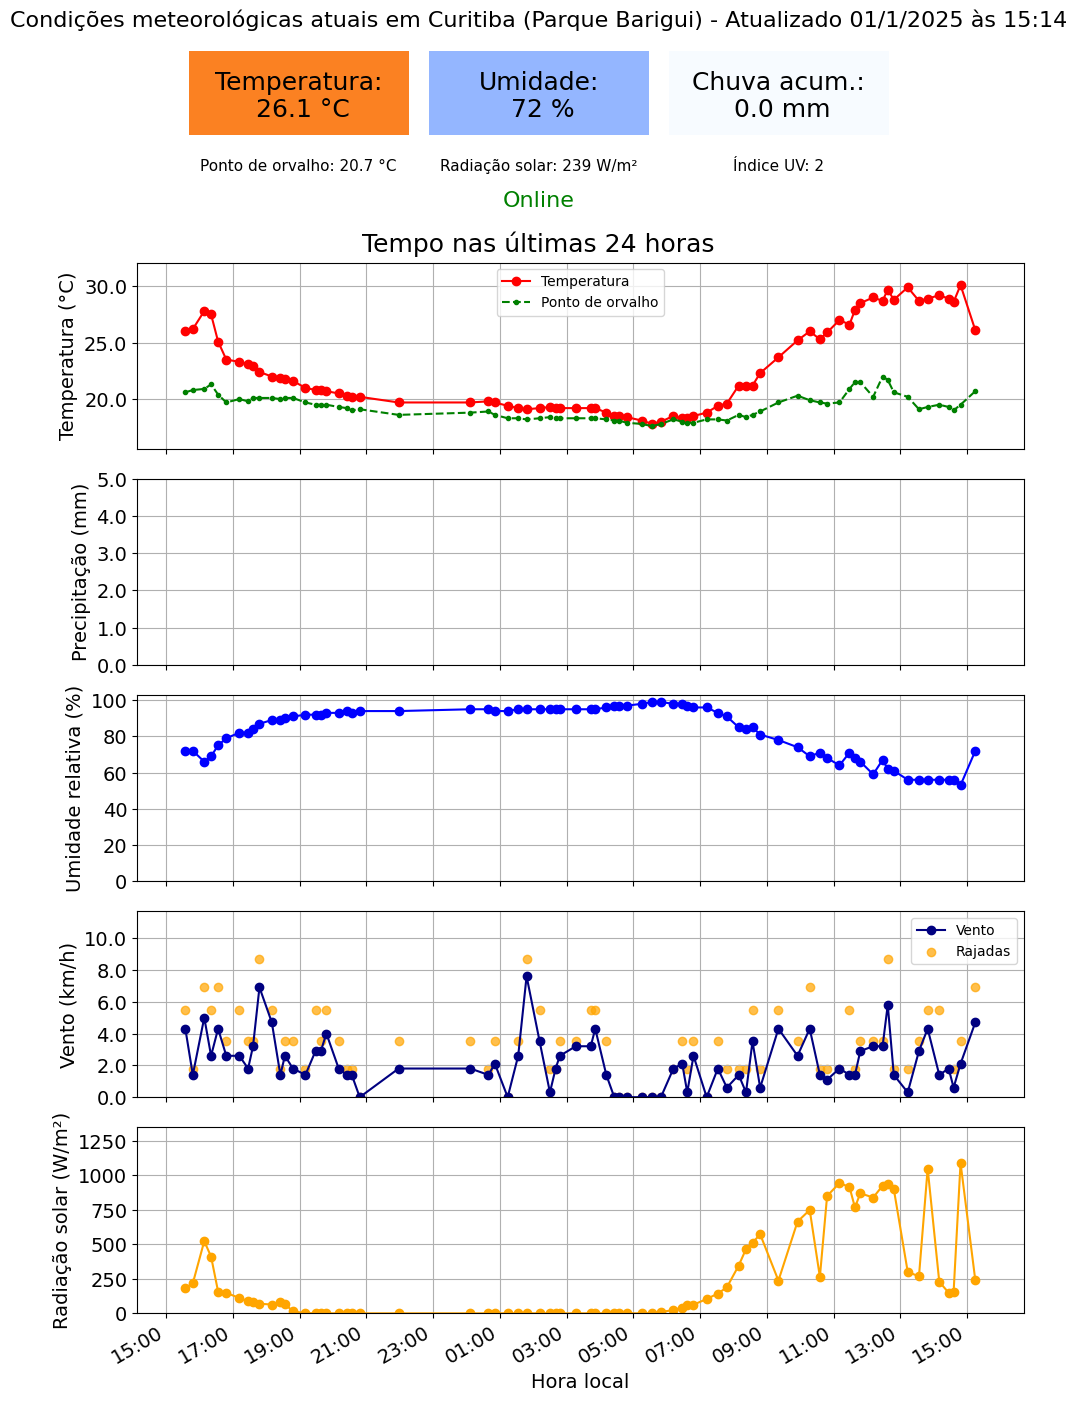 Condições meteorológicas atuais em Curitiba (Parque Barigui) - Atualizado 01/1/2025 às 15:14
Temperatura:
26.1 °C
Umidade:
72 %
Chuva acum.:
0.0 mm
Ponto de orvalho: 20.7 °C
Radiação solar: 239 W/m²
Índice UV: 2
Online
Tempo nas últimas 24 horas
Temperatura (°C)
30.0
25.0
20.0
Temperatura
Ponto de orvalho
Precipitação (mm)
5.0
4.0
3.0
2.0
1.0
0.0
Umidade relativa (%)
100
80
60
40
20
0
Vento (km/h)
10.0
8.0
6.0
4.0
2.0
0.0
Vento
Rajadas
Radiação solar (W/m²)
1250
1000
750
500
250
0
15:00
17:00
19:00
21:00
23:00
01:00
03:00
05:00
07:00
09:00
11:00
13:00
15:00
Hora local